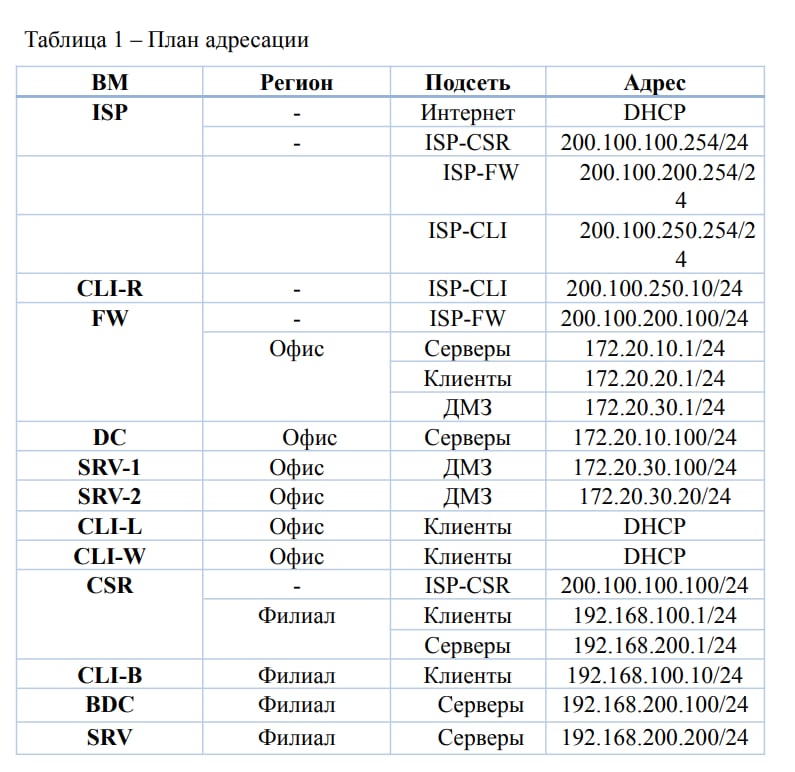 Таблица 1 – План адресации
ВМ Регион Подсеть Адрес
ISP - Интернет DHCP
- ISP-CSR 200.100.100.254/24
ISP-FW 200.100.200.254/2
4
ISP-CLI 200.100.250.254/2
4
CLI-R - ISP-CLI 200.100.250.10/24
FW - ISP-FW 200.100.200.100/24
Офис Серверы 172.20.10.1/24
Клиенты 172.20.20.1/24
ДМЗ 172.20.30.1/24
DC Офис Серверы 172.20.10.100/24
SRV-1 Офис ДМЗ 172.20.30.100/24
SRV-2 Офис ДМЗ 172.20.30.20/24
CLI-L Офис Клиенты DHCP
CLI-W Офис Клиенты DHCP
CSR - ISP-CSR 200.100.100.100/24
Филиал Клиенты 192.168.100.1/24
Серверы 192.168.200.1/24
CLI-B Филиал Клиенты 192.168.100.10/24
BDC Филиал Серверы 192.168.200.100/24
SRV Филиал Серверы 192.168.200.200/24